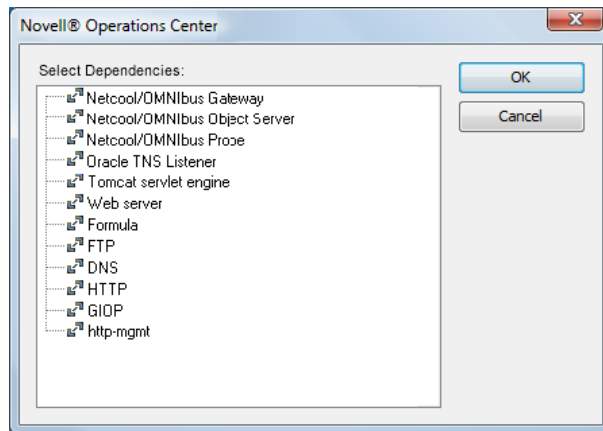 Novell® Operations Center
Select Dependencies:
OK
Cancel
Netcool/OMNIbus Gateway
Netcool/OMNIbus Object Server
Netcool/OMNIbus Probe
Oracle TNS Listener
Tomcat servlet engine
Web server
Formula
FTP
DNS
HTTP
GIOP
http-mgmt